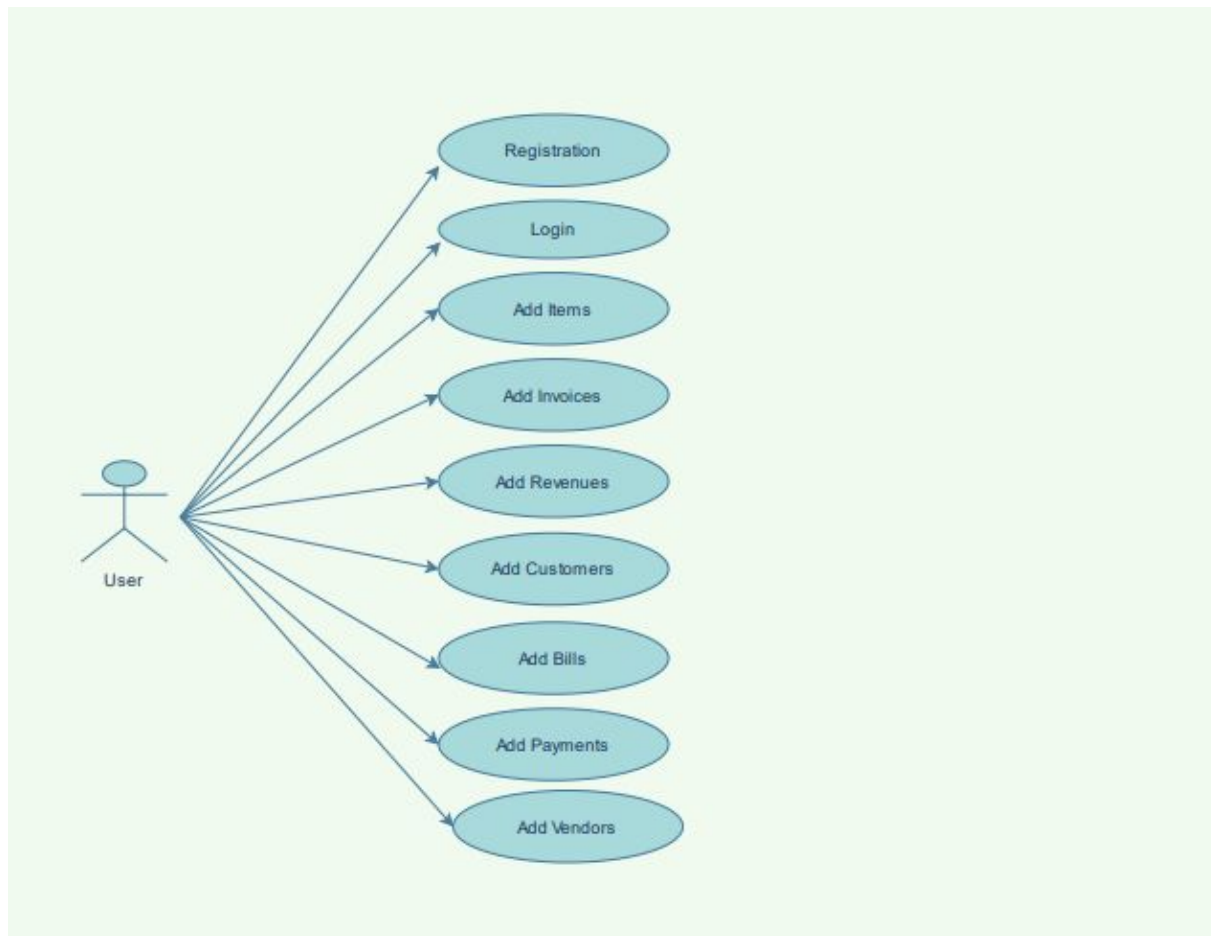 Registration
Login
Add Items
Add Invoices
Add Revenues
Add Customers
User
Add Bills
Add Payments
Add Vendors